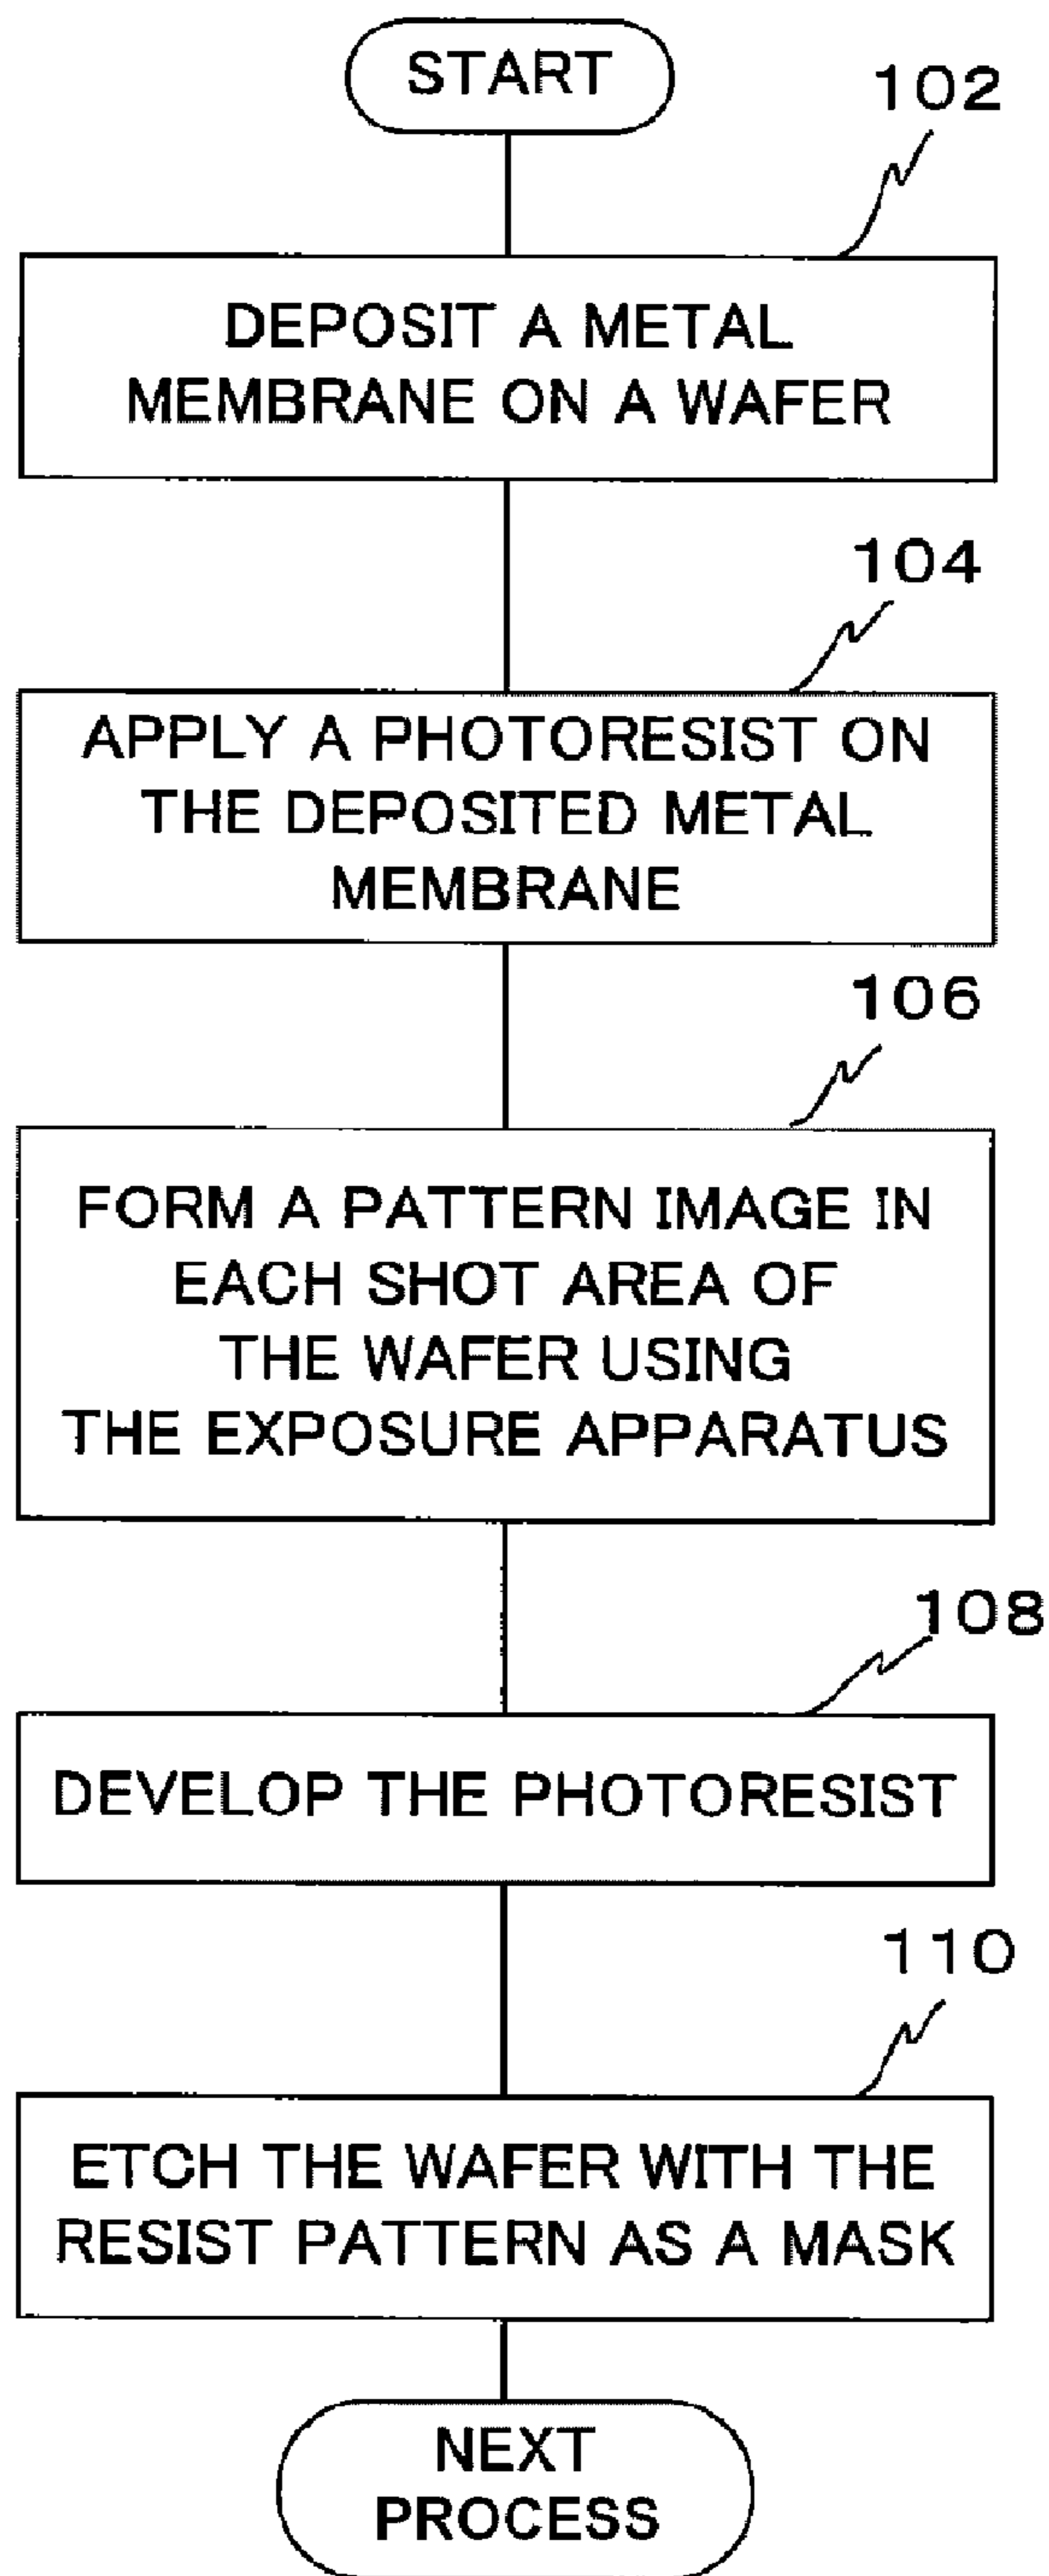 START
102
DEPOSIT A METAL
MEMBRANE ON A WAFER
104
APPLY A PHOTORESIST ON
THE DEPOSITED METAL
MEMBRANE
106
FORM A PATTERN IMAGE IN
EACH SHOT AREA OF
THE WAFER USING
THE EXPOSURE APPARATUS
108
DEVELOP THE PHOTORESIST
110
ETCH THE WAFER WITH THE
RESIST PATTERN AS A MASK
NEXT
PROCESS